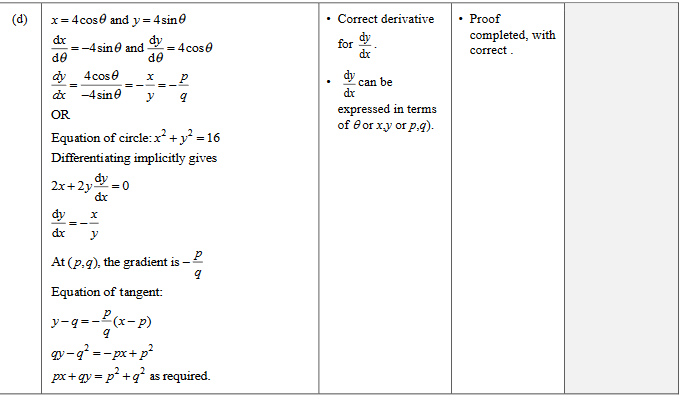 (d)
x = 4cosθ and y = 4sinθ
dx/dθ = −4sinθ and dy/dθ = 4cosθ
dy/dx = 4cosθ/−4sinθ = −x/y = −p/q
OR
Equation of circle: x² + y² = 16
Differentiating implicitly gives
2x + 2y dy/dx = 0
dy/dx = −x/y
At (p,q), the gradient is −p/q
Equation of tangent:
y − q = −p/q (x − p)
qy − q² = −px + p²
px + qy = p² + q² as required.
• Correct derivative
for dy/dx.
• dy/dx can be
expressed in terms
of θ or x,y or p,q).
• Proof
completed, with
correct .